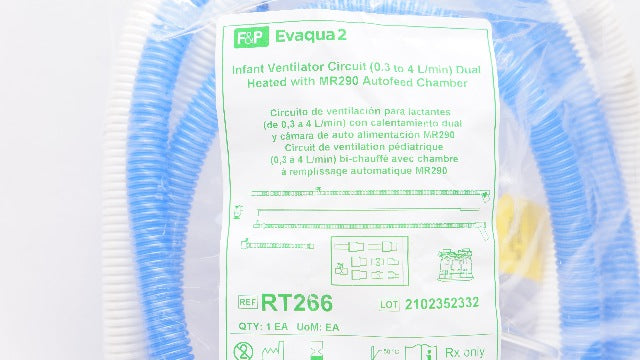 F&P Evaqua2
Infant Ventilator Circuit (0.3 to 4 L/min) Dual
Heated with MR290 Autofeed Chamber
Circuito de ventilación para lactantes
(de 0,3 a 4 L/min) con calentamiento dual
y cámara de auto alimentación MR290
Circuit de ventilation pédiatrique
(0,3 a 4 L/min) bi-chauffé avec chambre
à remplissage automatique MR290
REF RT266 LOT 2102352332
QTY: 1 EA UoM: EA
Rx only